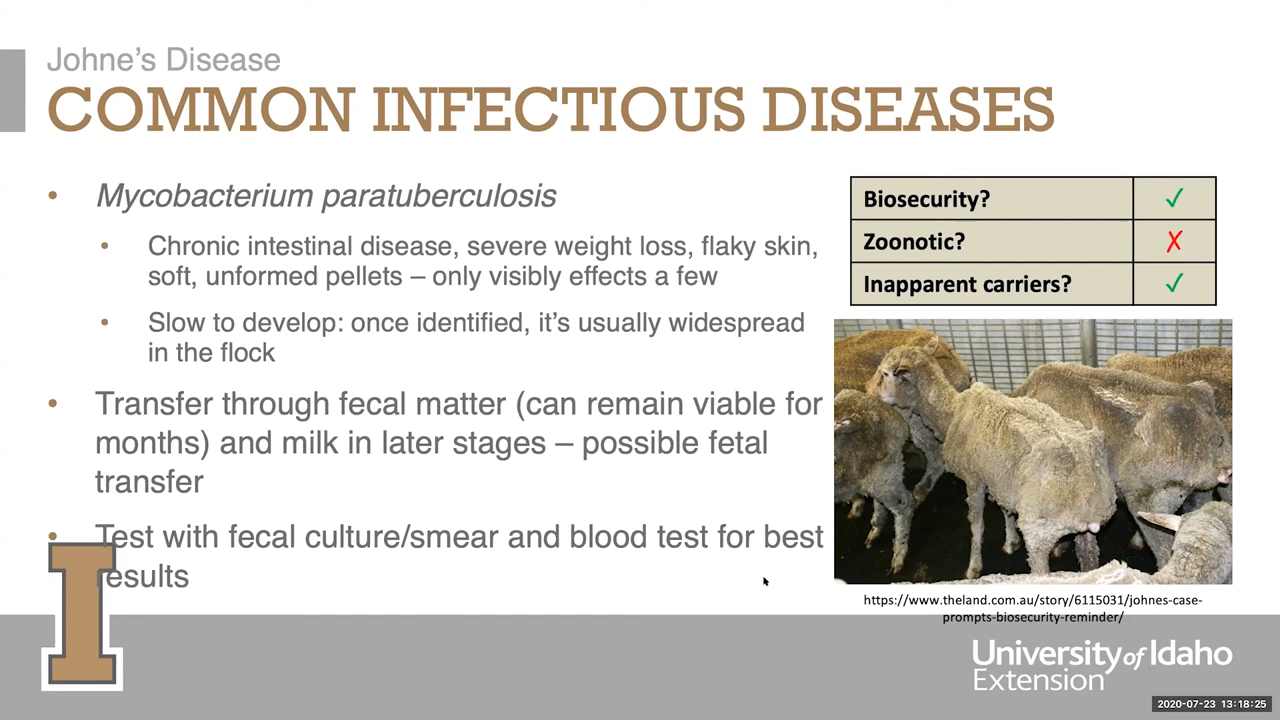 Johne’s Disease
COMMON INFECTIOUS DISEASES
• Mycobacterium paratuberculosis
• Chronic intestinal disease, severe weight loss, flaky skin,
soft, unformed pellets – only visibly effects a few
• Slow to develop: once identified, it’s usually widespread
in the flock
• Transfer through fecal matter (can remain viable for
months) and milk in later stages – possible fetal
transfer
• Test with fecal culture/smear and blood test for best
results
Biosecurity? ✓
Zoonotic? ✗
Inapparent carriers? ✓
https://www.theland.com.au/story/6115031/johnes-case-
prompts-biosecurity-reminder/
I
University of Idaho
Extension
2020-07-23 13:18:25